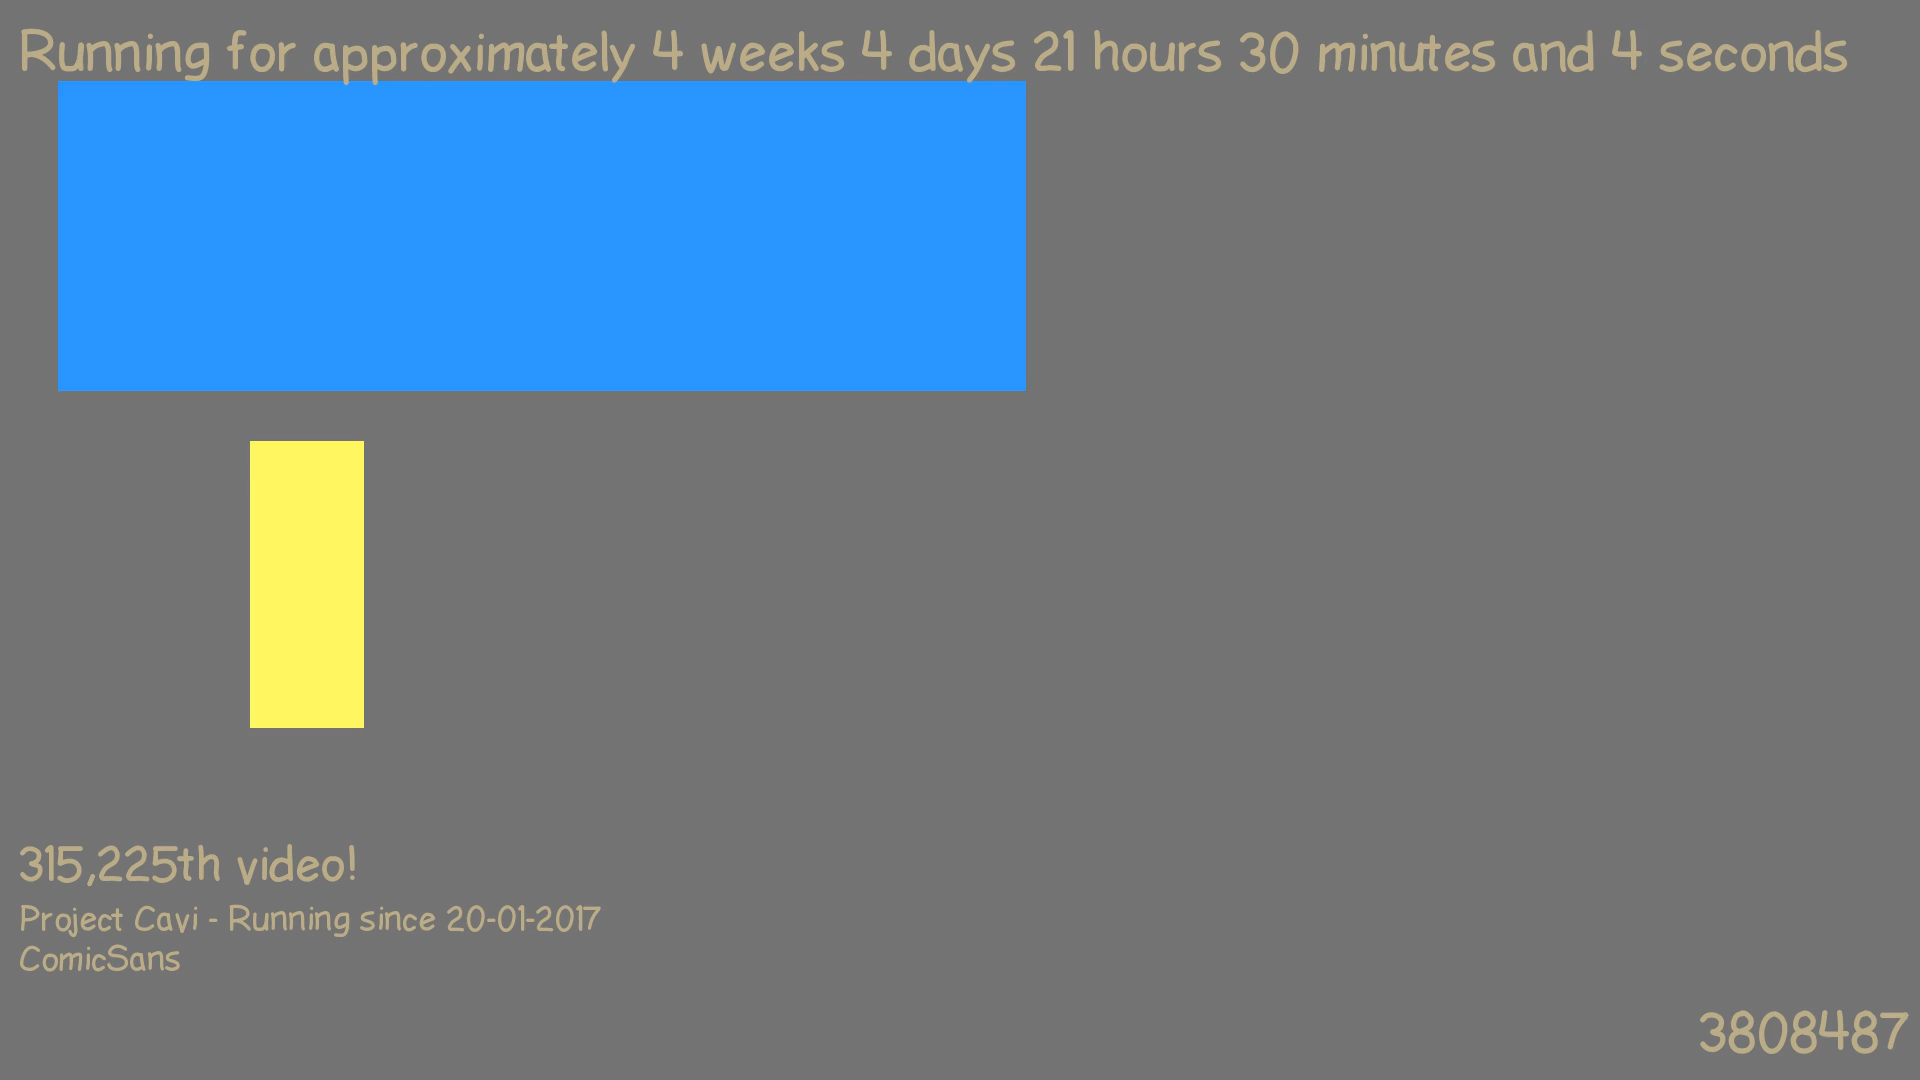 Running for approximately 4 weeks 4 days 21 hours 30 minutes and 4 seconds
315,225th video!
Project Cavi - Running since 20-01-2017
ComicSans
3808487